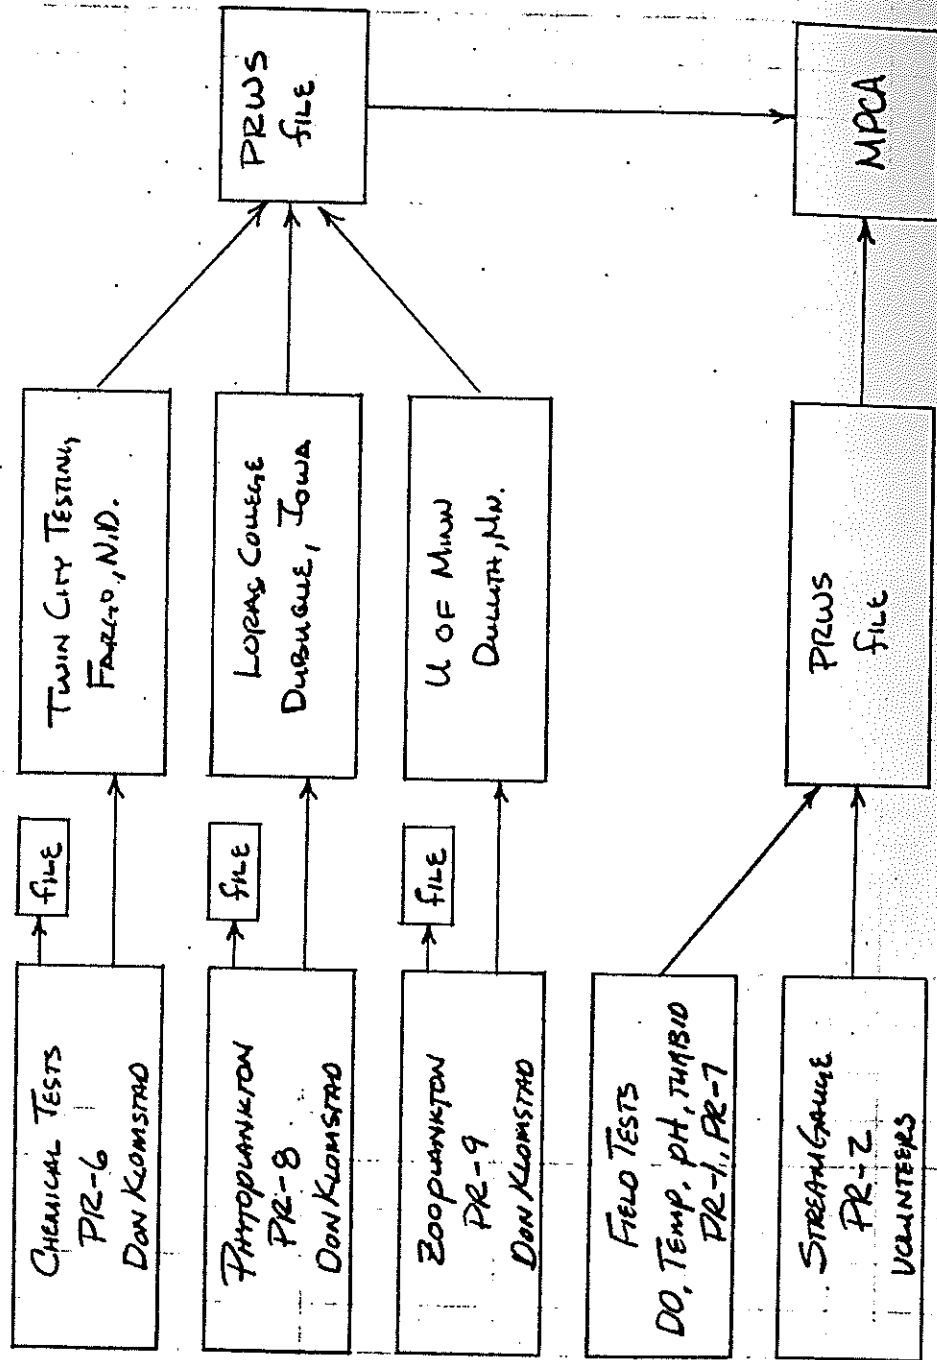 CHEMICAL TESTS
PR-6
DON KLOMSTAD
FILE
TWIN CITY TESTING,
FARGO, N.D.
PHYTOPLANKTON
PR-8
DON KLOMSTAD
FILE
LORAS COLLEGE
DUBUQUE, IOWA
PRWS
FILE
ZOOPLANKTON
PR-9
DON KLOMSTAD
FILE
U OF MINN
DULUTH, MN.
FIELD TESTS
DO, TEMP, pH, TURBID
PR-1, PR-7
STREAM GAUGE
PR-2
VOLUNTEERS
PRWS
FILE
MPCA